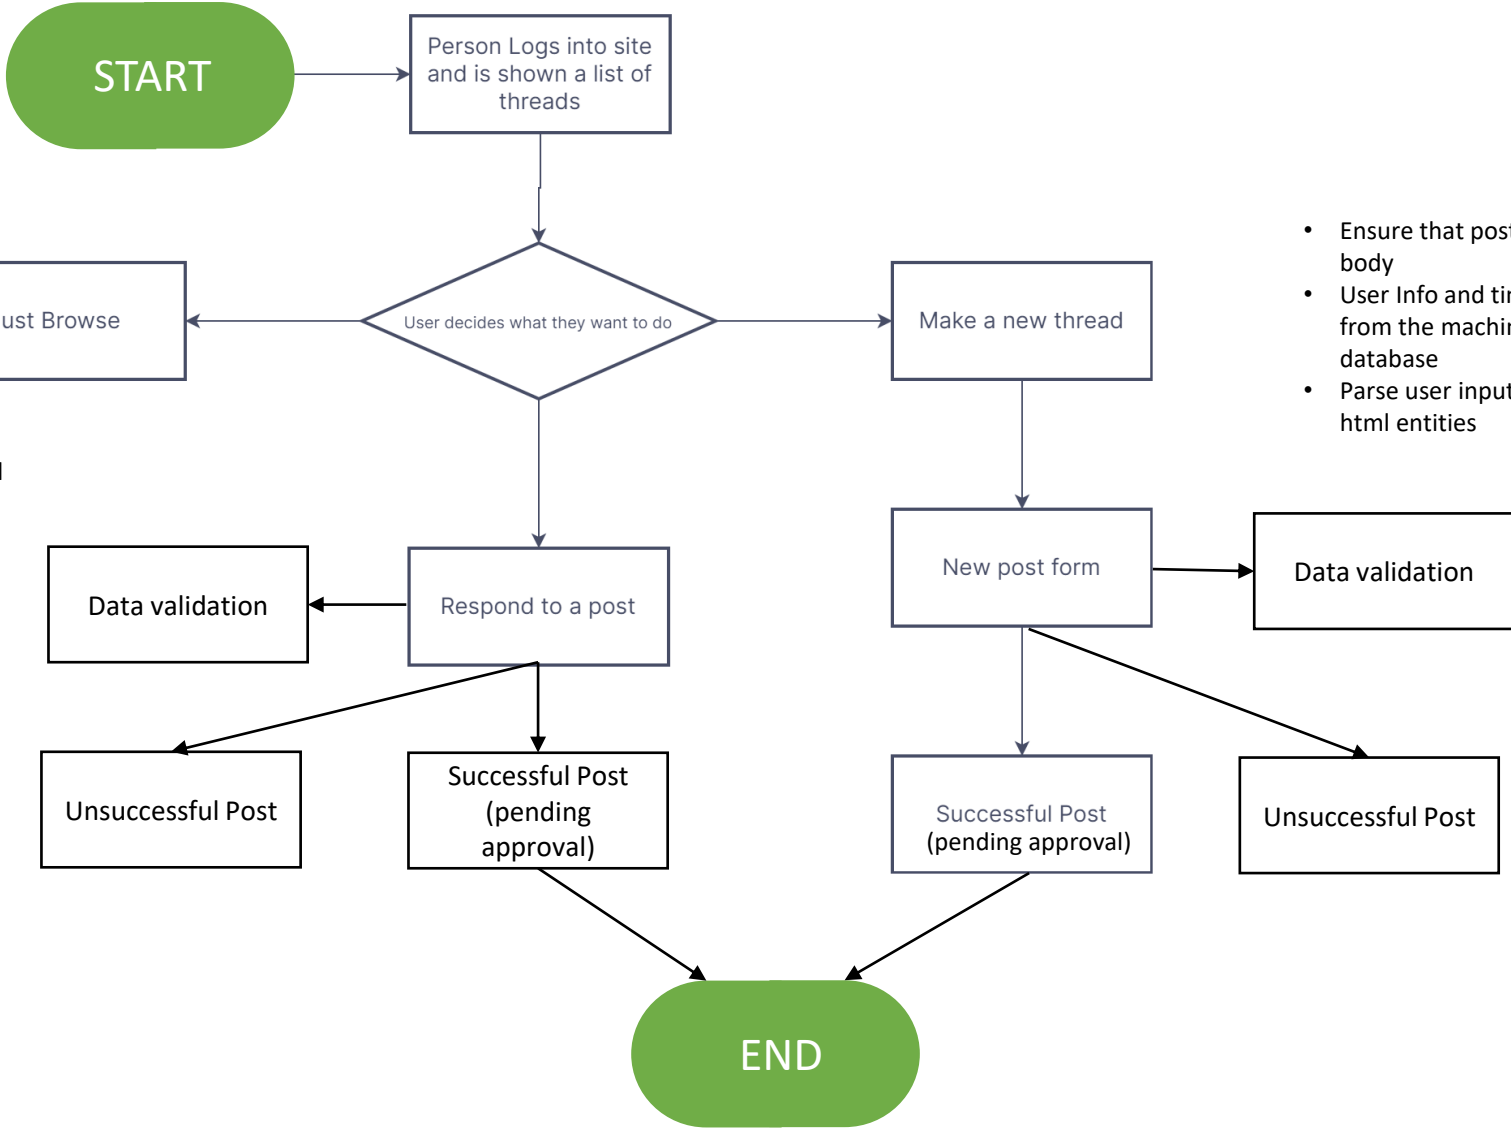 START
Person Logs into site
and is shown a list of
threads
ust Browse
User decides what they want to do
Make a new thread
• Ensure that post
body
• User Info and
from the
database
• Parse user input
html entities
Data validation
Respond to a post
New post form
Data validation
Unsuccessful Post
Successful Post
(pending
approval)
Successful Post
(pending approval)
Unsuccessful Post
END